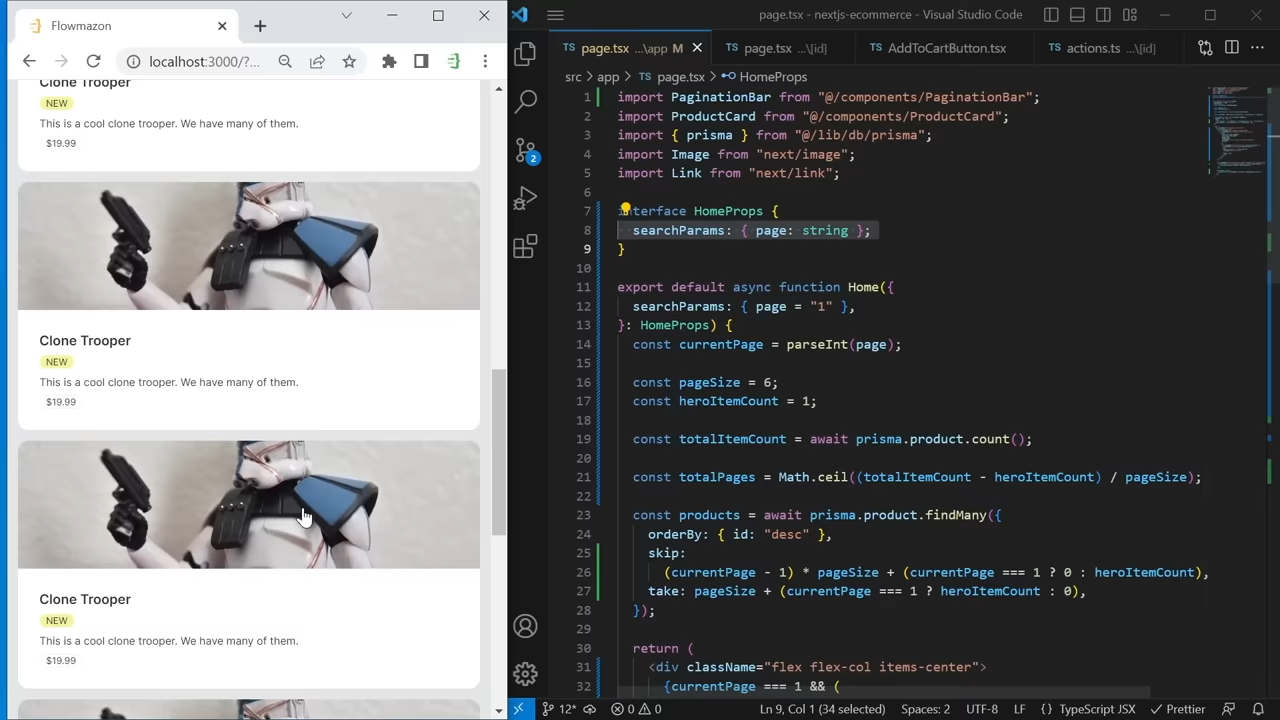 Flowmazon
localhost:3000/?...
Clone Trooper
NEW
This is a cool clone trooper. We have many of them.
$19.99
Clone Trooper
NEW
This is a cool clone trooper. We have many of them.
$19.99
Clone Trooper
NEW
This is a cool clone trooper. We have many of them.
$19.99
page.tsx - nextjs-ecommerce - Visual Studio Code
TS page.tsx ...\app M
TS page.tsx ...\[id]
TS AddToCartButton.tsx
TS actions.ts ...\[id]
src > app > TS page.tsx > HomeProps
2
1 import PaginationBar from "@/components/PaginationBar";
2 import ProductCard from "@/components/ProductCard";
3 import { prisma } from "@/lib/db/prisma";
4 import Image from "next/image";
5 import Link from "next/link";
6
7 interface HomeProps {
8 searchParams: { page: string };
9 }
10
11 export default async function Home({
12 searchParams: { page = "1" },
13 }: HomeProps) {
14 const currentPage = parseInt(page);
15
16 const pageSize = 6;
17 const heroItemCount = 1;
18
19 const totalItemCount = await prisma.product.count();
20
21 const totalPages = Math.ceil((totalItemCount - heroItemCount) / pageSize);
22
23 const products = await prisma.product.findMany({
24 orderBy: { id: "desc" },
25 skip:
26 (currentPage - 1) * pageSize + (currentPage === 1 ? 0 : heroItemCount),
27 take: pageSize + (currentPage === 1 ? heroItemCount : 0),
28 });
29
30 return (
31 <div className="flex flex-col items-center">
32 {currentPage === 1 && (
12* 0 0 Ln 9, Col 1 (34 selected) Spaces: 2 UTF-8 LF {} TypeScript JSX Prettier